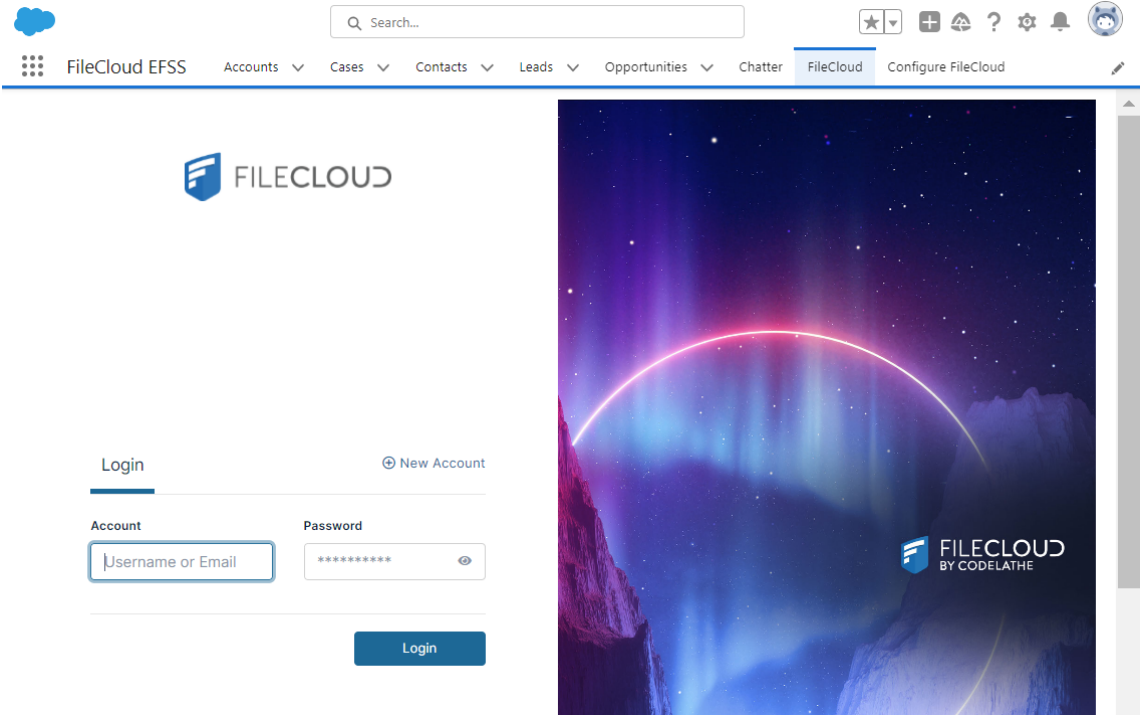 Search...
FileCloud EFSS Accounts Cases Contacts Leads Opportunities Chatter FileCloud Configure FileCloud
FILECLOUD
Login New Account
Account Password
Username or Email **********
Login
FILECLOUD
BY CODELATHE